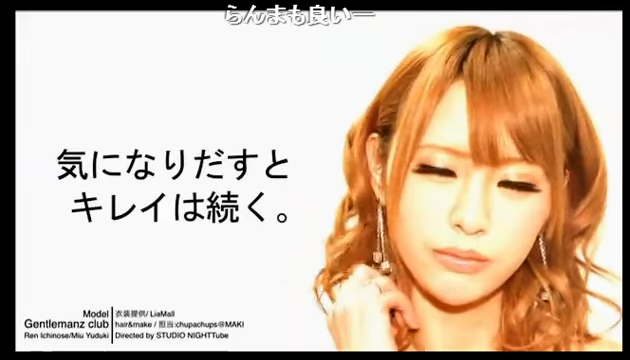 らんまも良いー
気になりだすと
キレイは続く。
Model
Gentlemanz club
Ren Ichinose/Miu Yuduki
衣装提供/ LiaMall
hair&make / 担当:chupachups@MAKI
Directed by STUDIO NIGHTTube